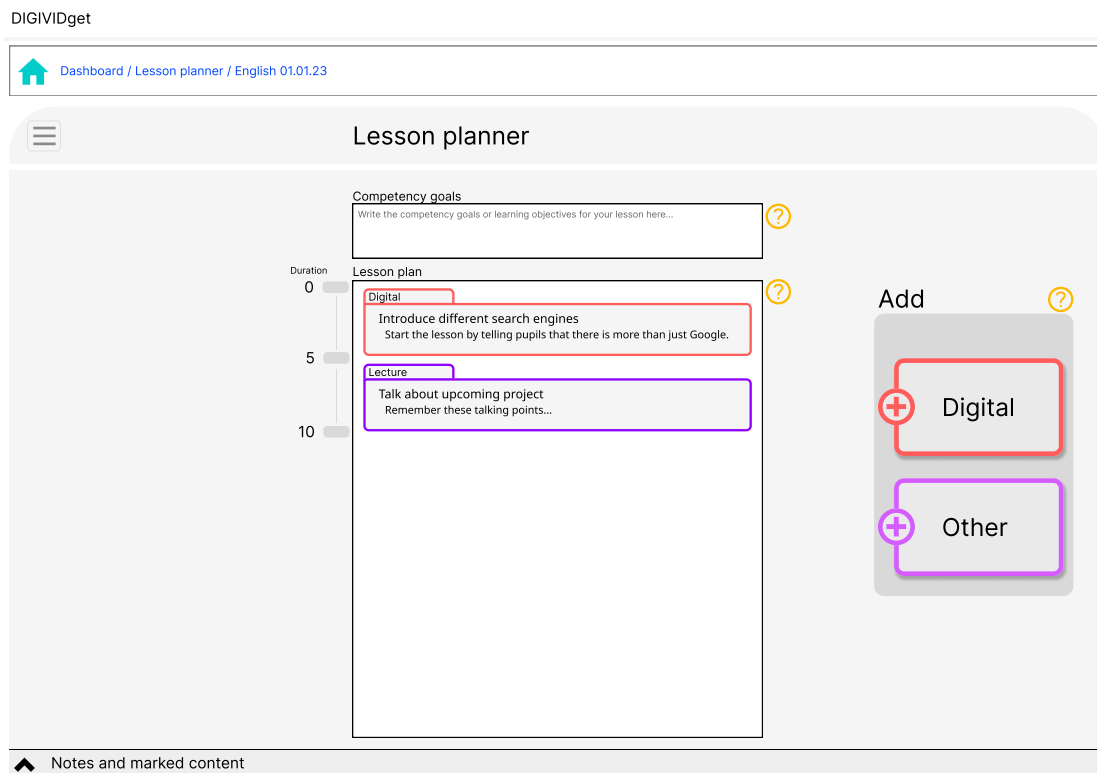 DIGIVIDget
Dashboard / Lesson planner / English 01.01.23
Lesson planner
Competency goals
Write the competency goals or learning objectives for your lesson here...
?
Duration
Lesson plan
0
?
Digital
Introduce different search engines
Start the lesson by telling pupils that there is more than just Google.
5
Lecture
Talk about upcoming project
Remember these talking points...
10
Add
?
Digital
Other
Notes and marked content